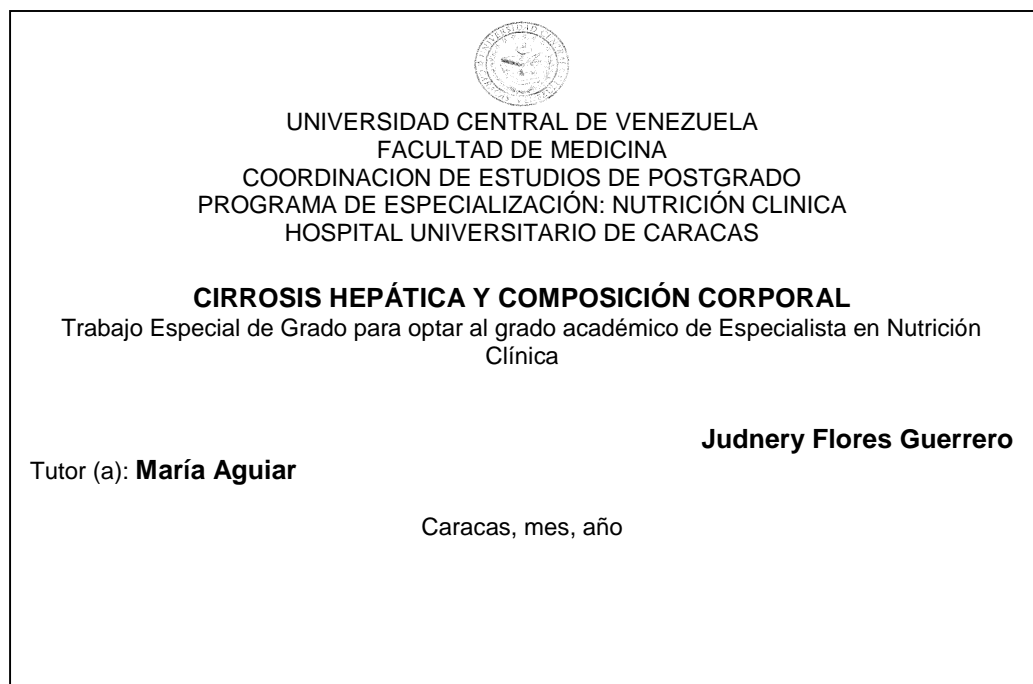 UNIVERSIDAD CENTRAL DE VENEZUELA
FACULTAD DE MEDICINA
COORDINACION DE ESTUDIOS DE POSTGRADO
PROGRAMA DE ESPECIALIZACIÓN: NUTRICIÓN CLINICA
HOSPITAL UNIVERSITARIO DE CARACAS
CIRROSIS HEPÁTICA Y COMPOSICIÓN CORPORAL
Trabajo Especial de Grado para optar al grado académico de Especialista en Nutrición
Clínica
Judnery Flores Guerrero
Tutor (a): María Aguiar
Caracas, mes, año